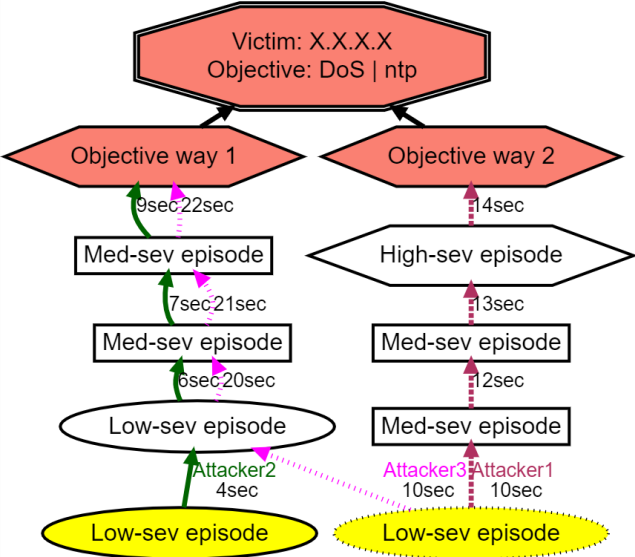 Victim: X.X.X.X
Objective: DoS | ntp
Objective way 1
Objective way 2
9sec
22sec
14sec
Med-sev episode
High-sev episode
7sec
21sec
13sec
Med-sev episode
Med-sev episode
6sec
20sec
12sec
Low-sev episode
Med-sev episode
Attacker2
4sec
Attacker3
10sec
Attacker1
10sec
Low-sev episode
Low-sev episode